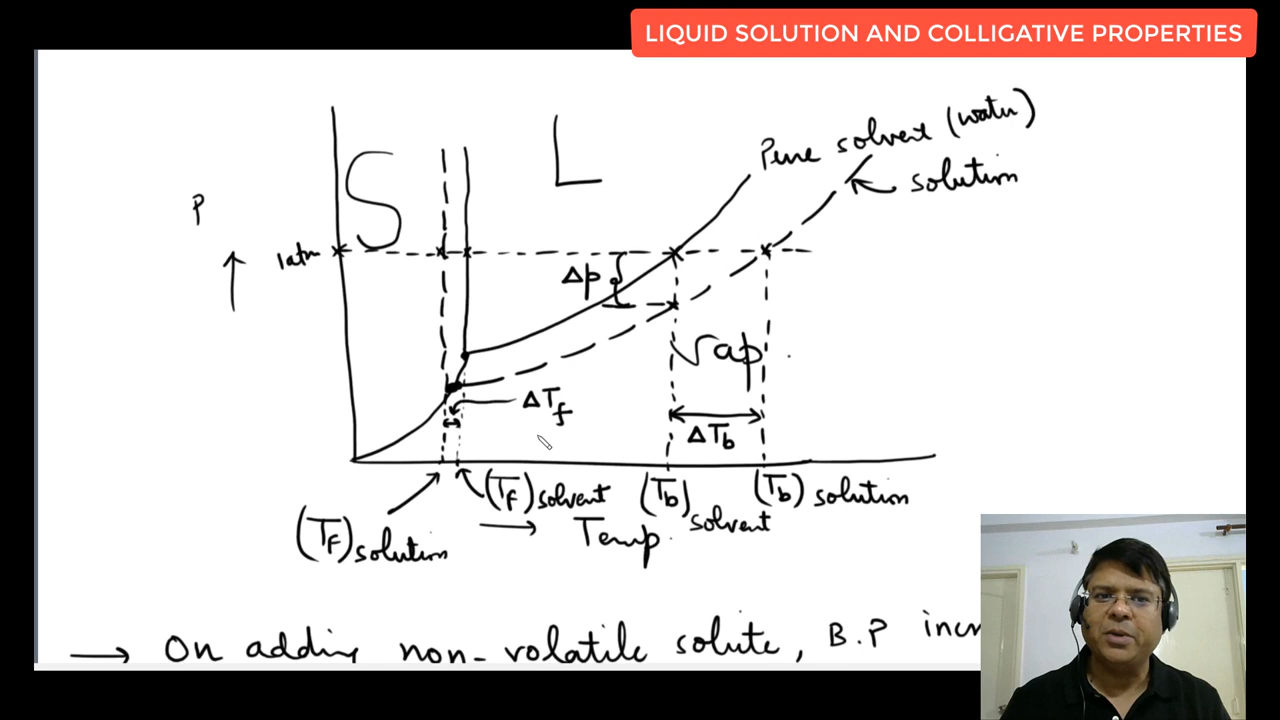 LIQUID SOLUTION AND COLLIGATIVE PROPERTIES
S
L
Pure solvent (water)
solution
P
1atm
Δp
Vap
ΔTf
ΔTb
(Tf)solvent
(Tb)solvent
(Tb) solution
(Tf)solution
→ Temp.
→ On adding non-volatile solute, B.P incr